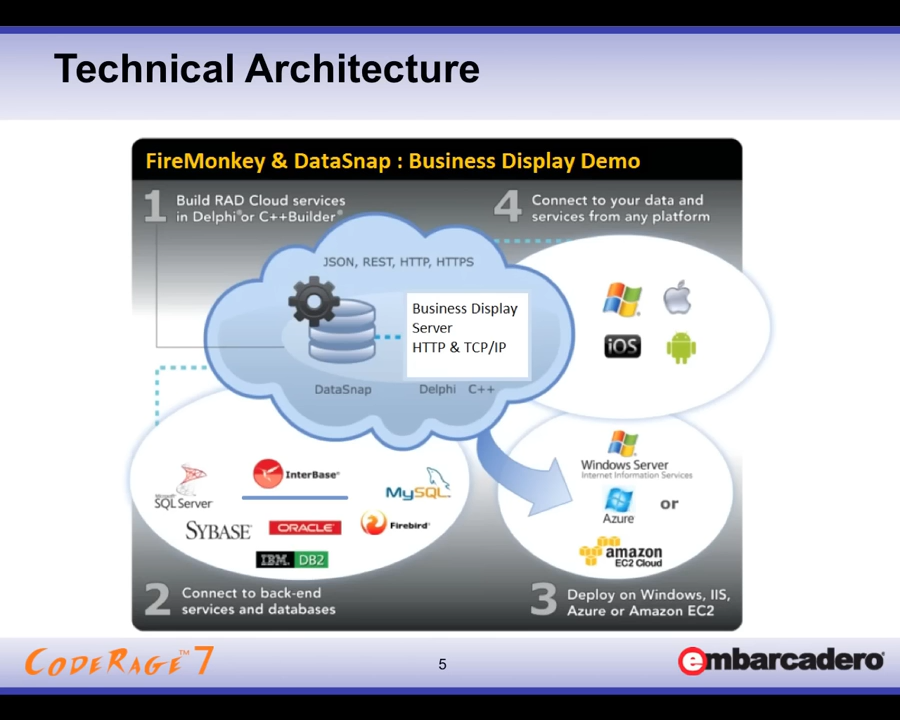 Technical Architecture
FireMonkey & DataSnap : Business Display Demo
1 Build RAD Cloud services
in Delphi® or C++Builder®
4 Connect to your data and
services from any platform
JSON, REST, HTTP, HTTPS
Business Display
Server
HTTP & TCP/IP
DataSnap Delphi C++
iOS
Microsoft
SQL Server
InterBase®
MySQL
SYBASE
ORACLE
Firebird®
IBM. DB2
Windows Server
Internet Information Services
Azure or
amazon
EC2 Cloud
2 Connect to back-end
services and databases
3 Deploy on Windows, IIS,
Azure or Amazon EC2
CODERAGE™ 7
5
embarcadero®